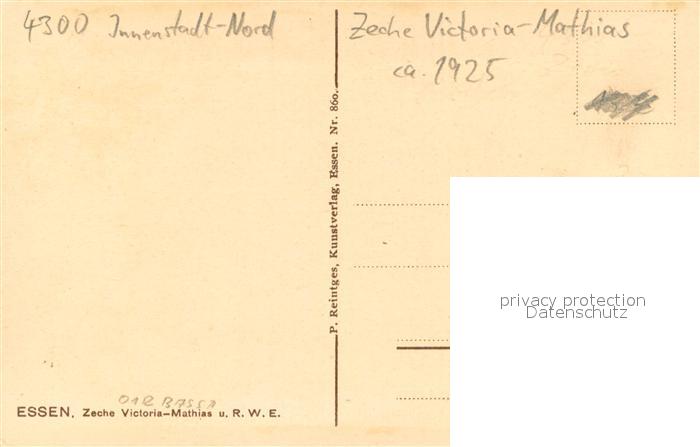 4300 Innenstadt-Nord
Zeche Victoria-Mathias
ca. 1925
P. Reintges, Kunstverlag, Essen. Nr. 860.
privacy protection
Datenschutz
ESSEN, Zeche Victoria-Mathias u. R. W. E.